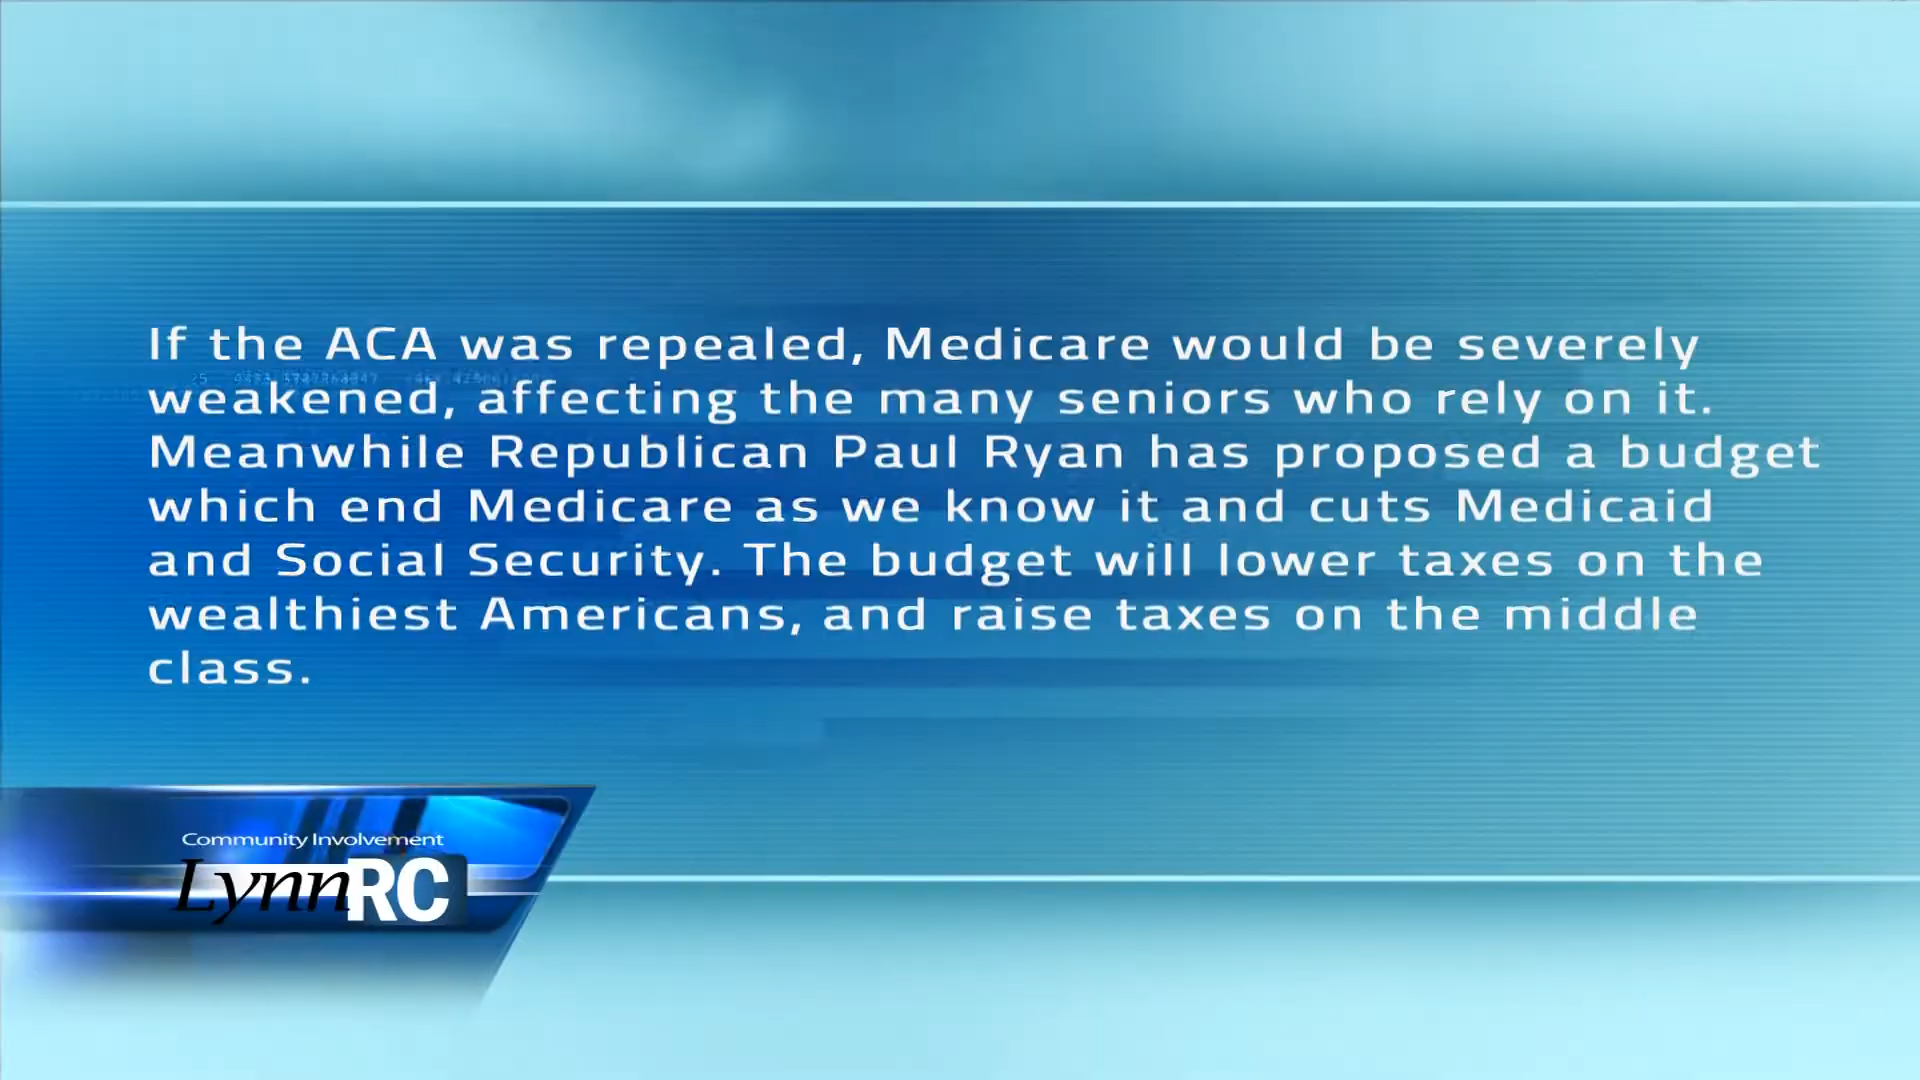 If the ACA was repealed, Medicare would be severely
weakened, affecting the many seniors who rely on it.
Meanwhile Republican Paul Ryan has proposed a budget
which end Medicare as we know it and cuts Medicaid
and Social Security. The budget will lower taxes on the
wealthiest Americans, and raise taxes on the middle
class.
Community Involvement
LynnRC